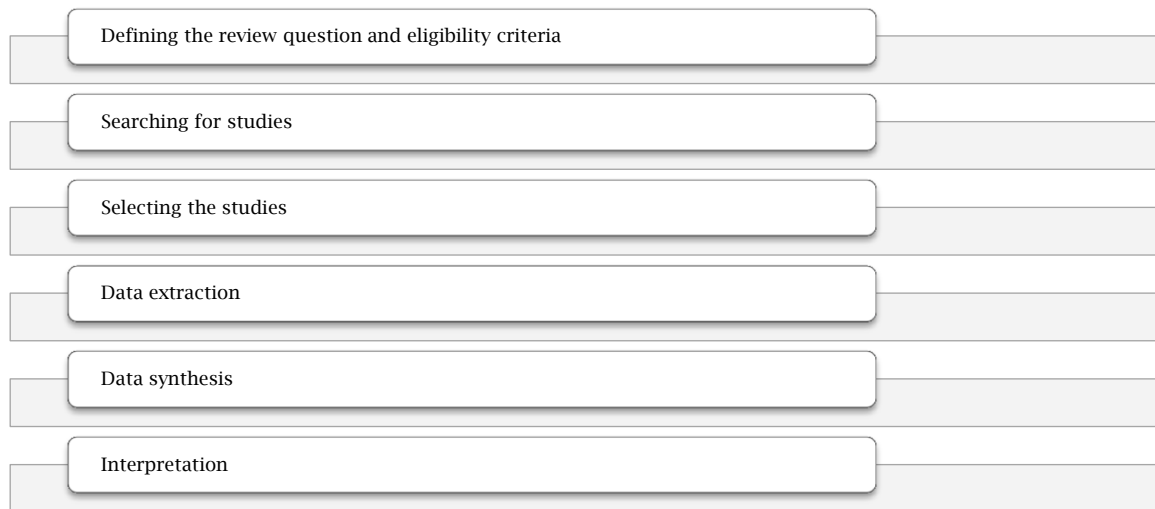 Defining the review question and eligibility criteria
Searching for studies
Selecting the studies
Data extraction
Data synthesis
Interpretation